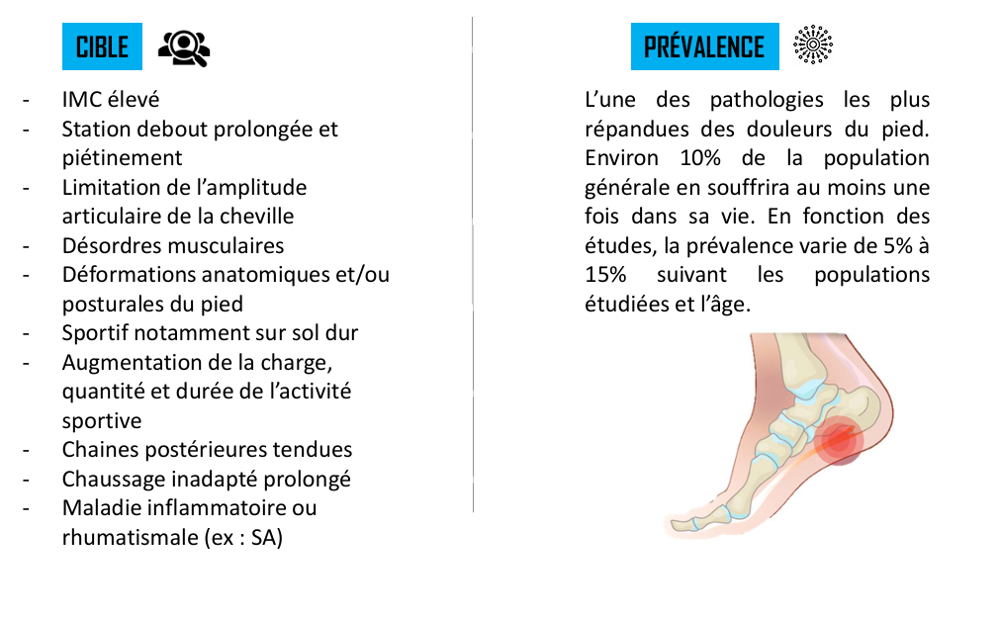 CIBLE
- IMC élevé
- Station debout prolongée et
piétinement
- Limitation de l’amplitude
articulaire de la cheville
- Désordres musculaires
- Déformations anatomiques et/ou
posturales du pied
- Sportif notamment sur sol dur
- Augmentation de la charge,
quantité et durée de l’activité
sportive
- Chaines postérieures tendues
- Chaussage inadapté prolongé
- Maladie inflammatoire ou
rhumatismale (ex : SA)
PRÉVALENCE
L’une des pathologies les plus
répandues des douleurs du pied.
Environ 10% de la population
générale en souffrira au moins une
fois dans sa vie. En fonction des
études, la prévalence varie de 5% à
15% suivant les populations
étudiées et l’âge.